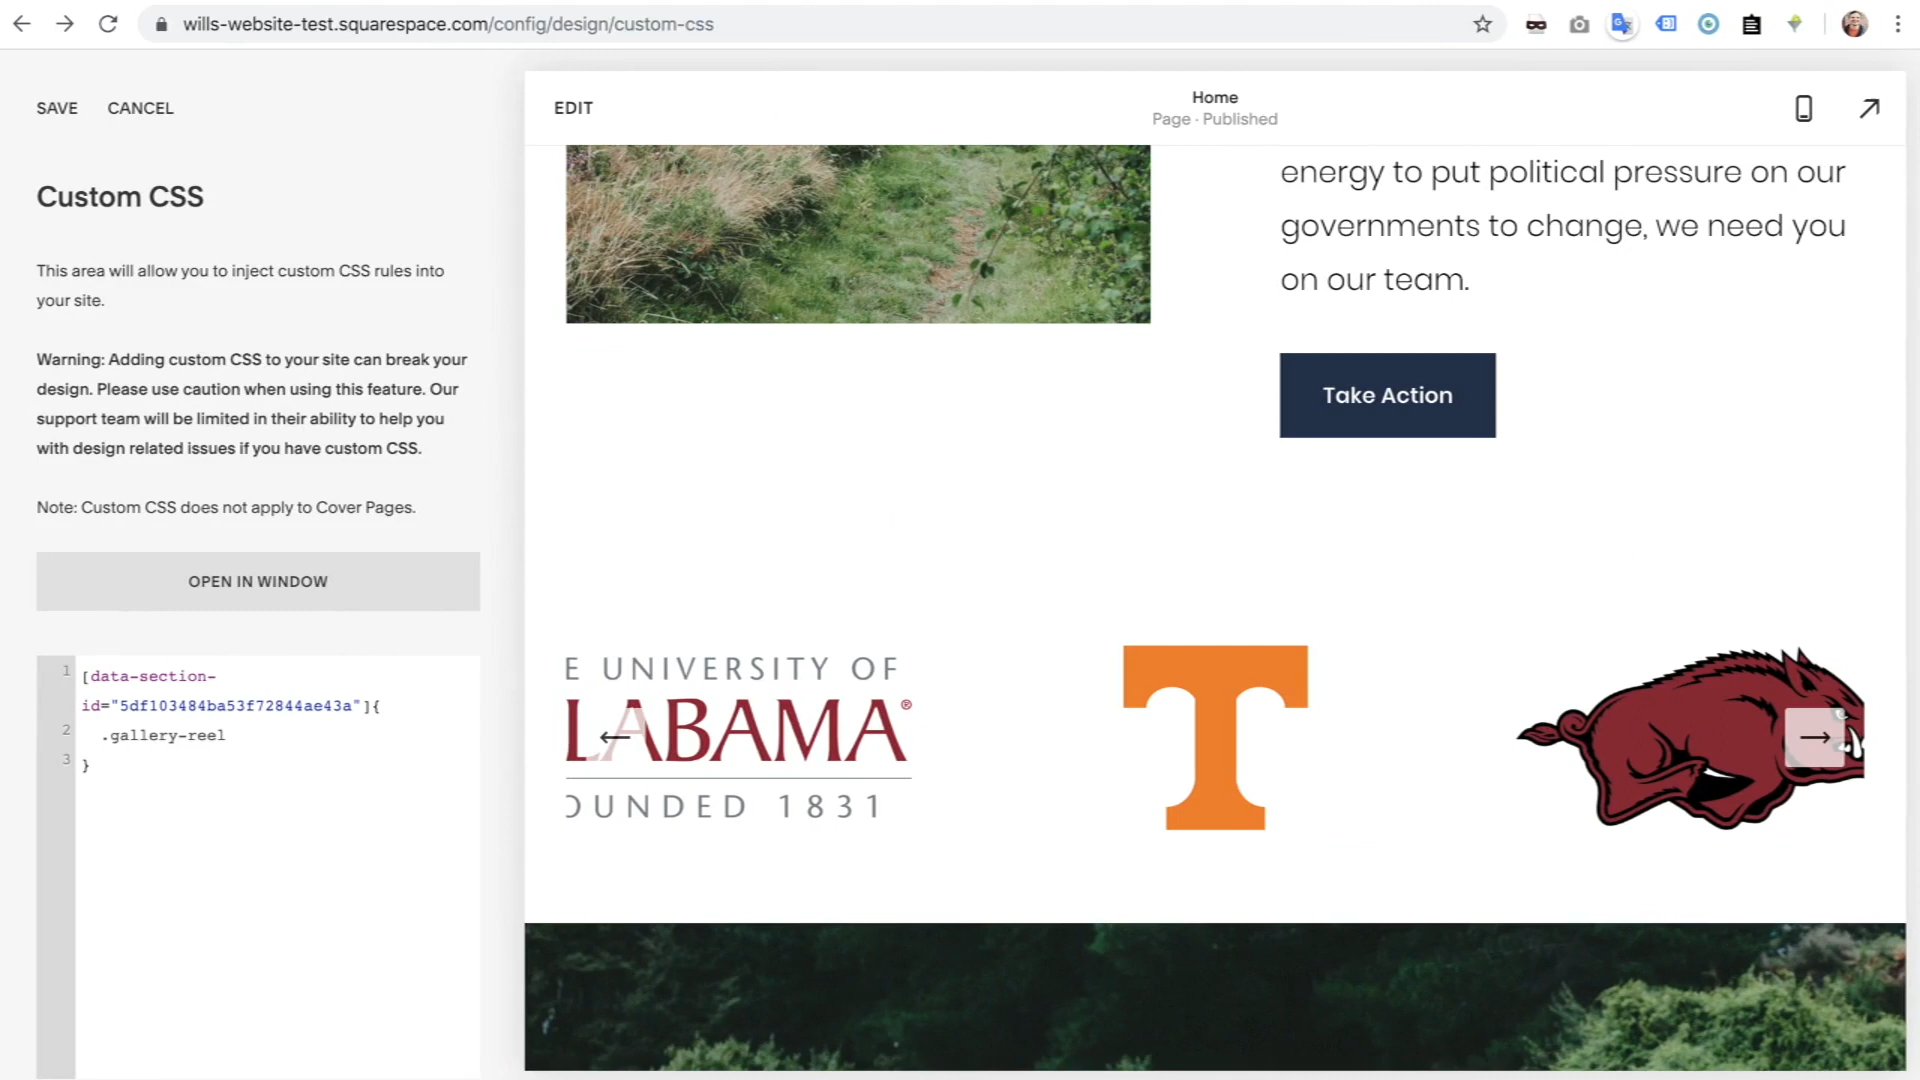 wills-website-test.squarespace.com/config/design/custom-css
SAVE CANCEL
Custom CSS
This area will allow you to inject custom CSS rules into
your site.
Warning: Adding custom CSS to your site can break your
design. Please use caution when using this feature. Our
support team will be limited in their ability to help you
with design related issues if you have custom CSS.
Note: Custom CSS does not apply to Cover Pages.
OPEN IN WINDOW
1 [data-section-
id="5df103484ba53f72844ae43a"]{
2 .gallery-reel
3 }
EDIT
Home
Page · Published
energy to put political pressure on our
governments to change, we need you
on our team.
Take Action
E UNIVERSITY OF
LABAMA®
OUNDED 1831
T